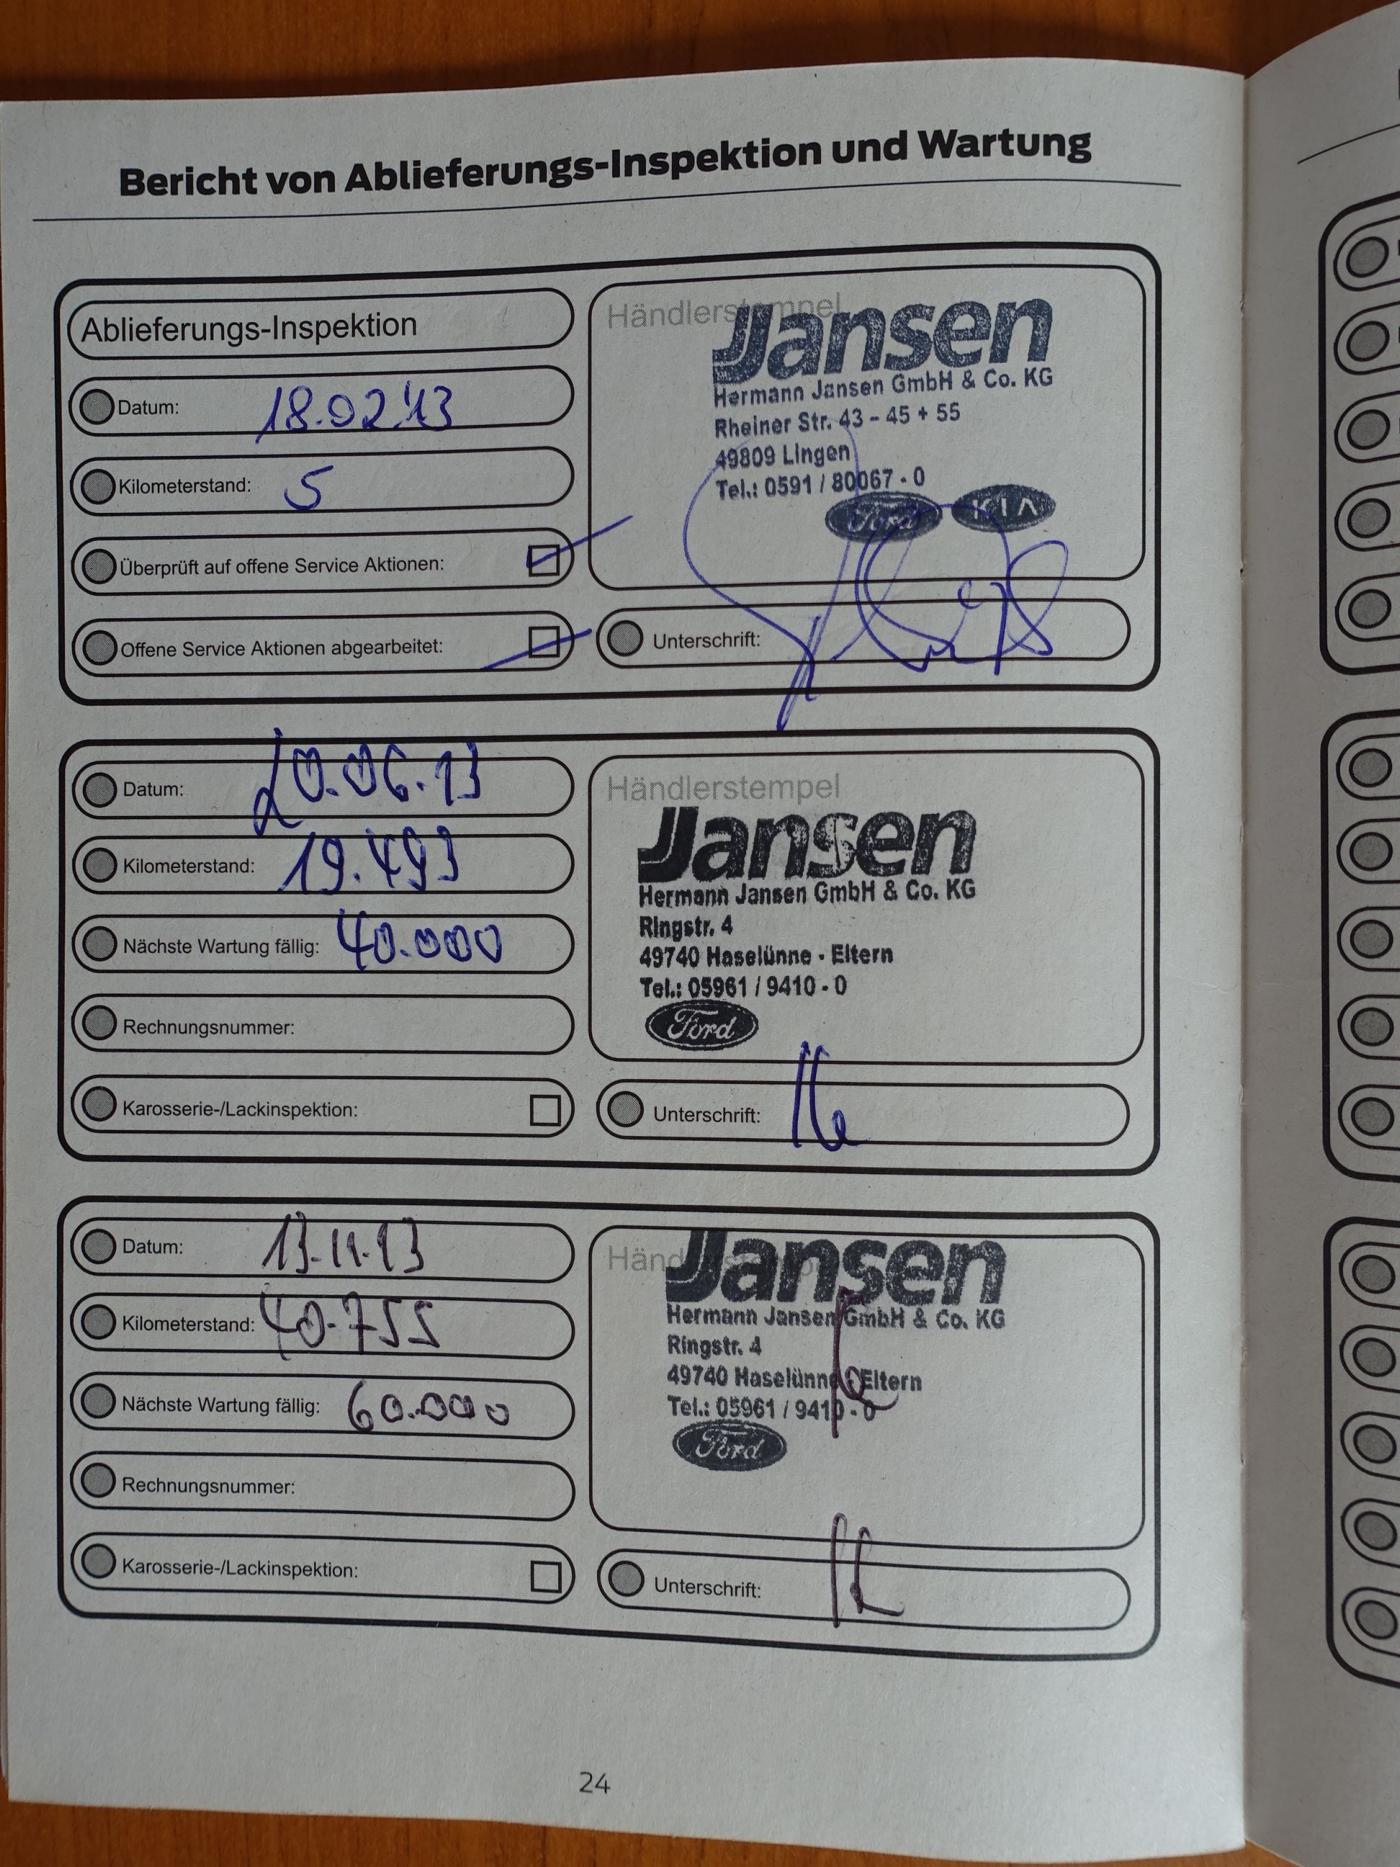 Bericht von Ablieferungs-Inspektion und Wartung
Ablieferungs-Inspektion
Datum: 18.02.13
Kilometerstand: 5
Überprüft auf offene Service Aktionen:
Offene Service Aktionen abgearbeitet:
Händlerstempel
Jansen
Hermann Jansen GmbH & Co. KG
Rheiner Str. 43 - 45 + 55
49809 Lingen
Tel.: 0591 / 80067 - 0
Ford KIA
Unterschrift:
Datum: 20.06.13
Kilometerstand: 19.493
Nächste Wartung fällig: 40.000
Rechnungsnummer:
Karosserie-/Lackinspektion:
Händlerstempel
Jansen
Hermann Jansen GmbH & Co. KG
Ringstr. 4
49740 Haselünne - Eltern
Tel.: 05961 / 9410 - 0
Ford
Unterschrift:
Datum: 13.11.13
Kilometerstand: 40.755
Nächste Wartung fällig: 60.000
Rechnungsnummer:
Karosserie-/Lackinspektion:
Händlerstempel
Jansen
Hermann Jansen GmbH & Co. KG
Ringstr. 4
49740 Haselünne - Eltern
Tel.: 05961 / 9410 - 0
Ford
Unterschrift:
24